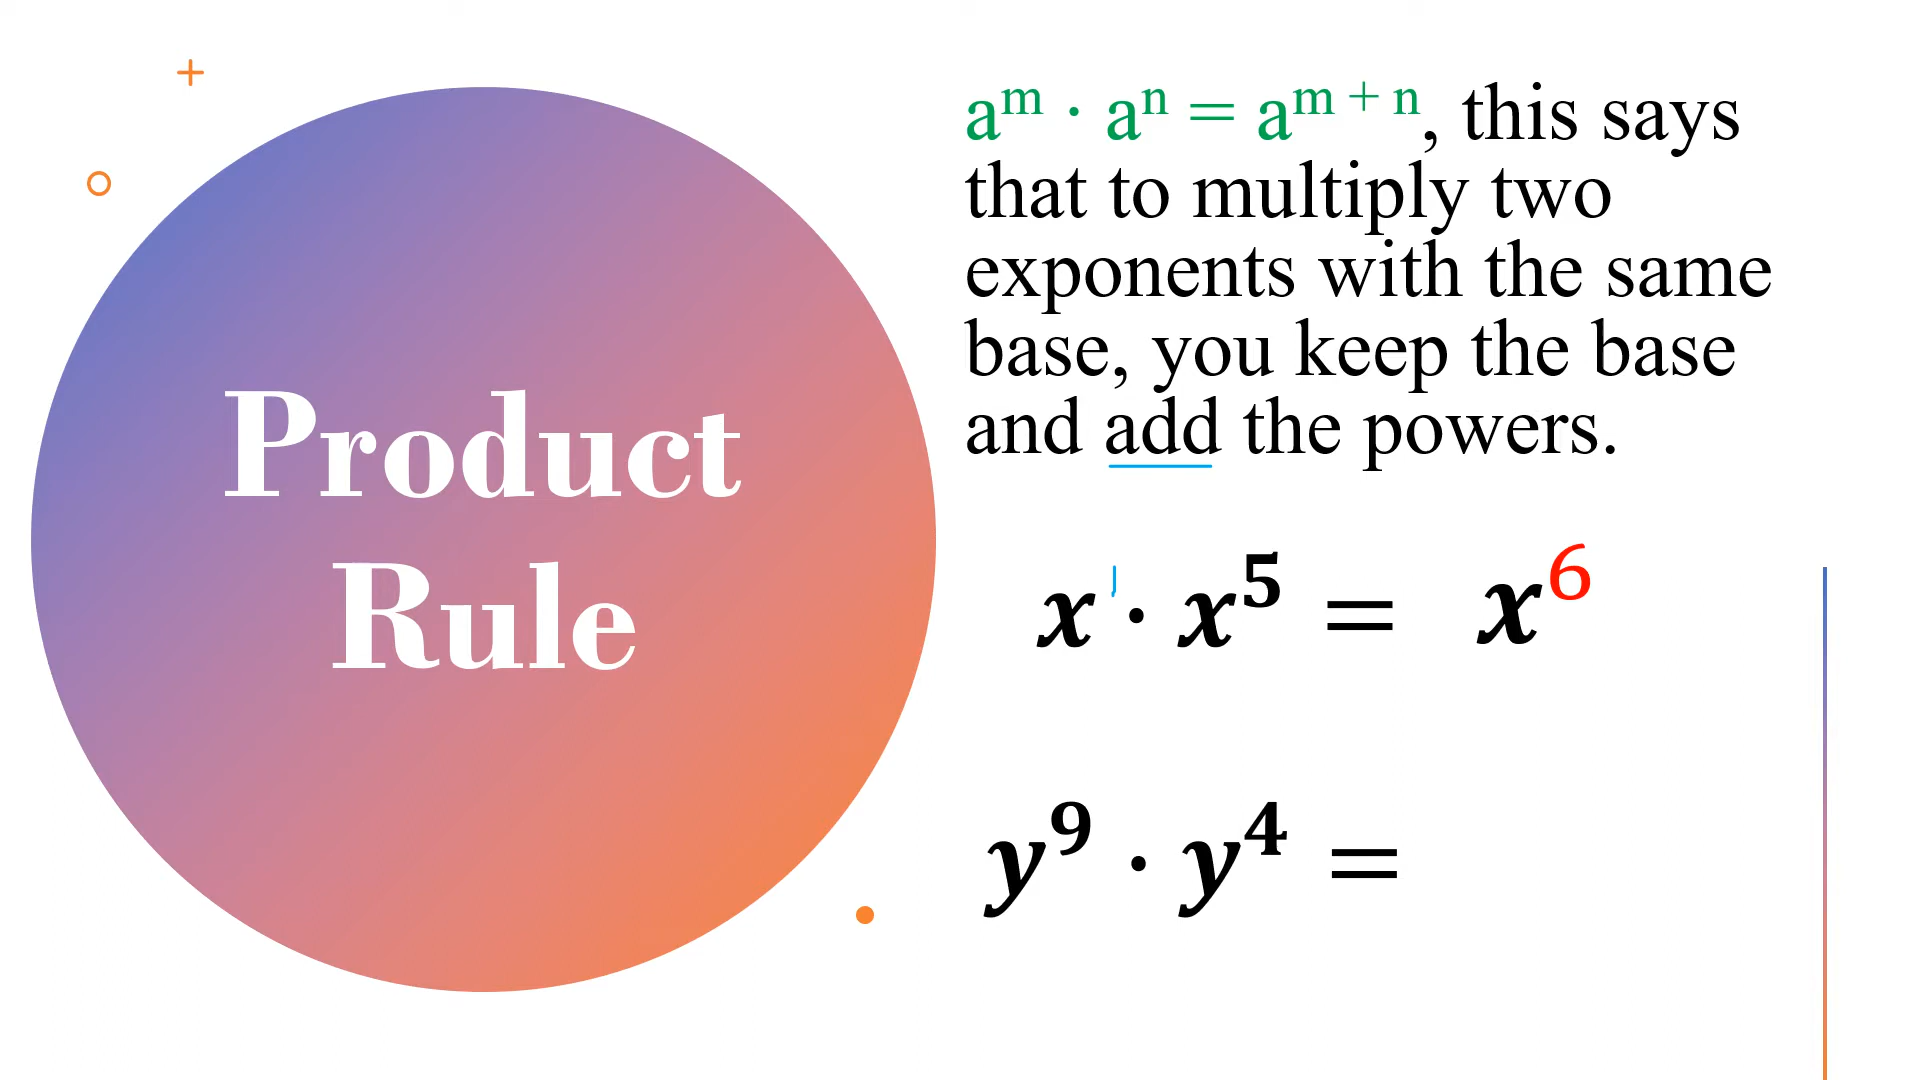 Product
Rule
aᵐ · aⁿ = aᵐ ⁺ ⁿ, this says
that to multiply two
exponents with the same
base, you keep the base
and add the powers.
x¹ · x⁵ = x⁶
y⁹ · y⁴ =